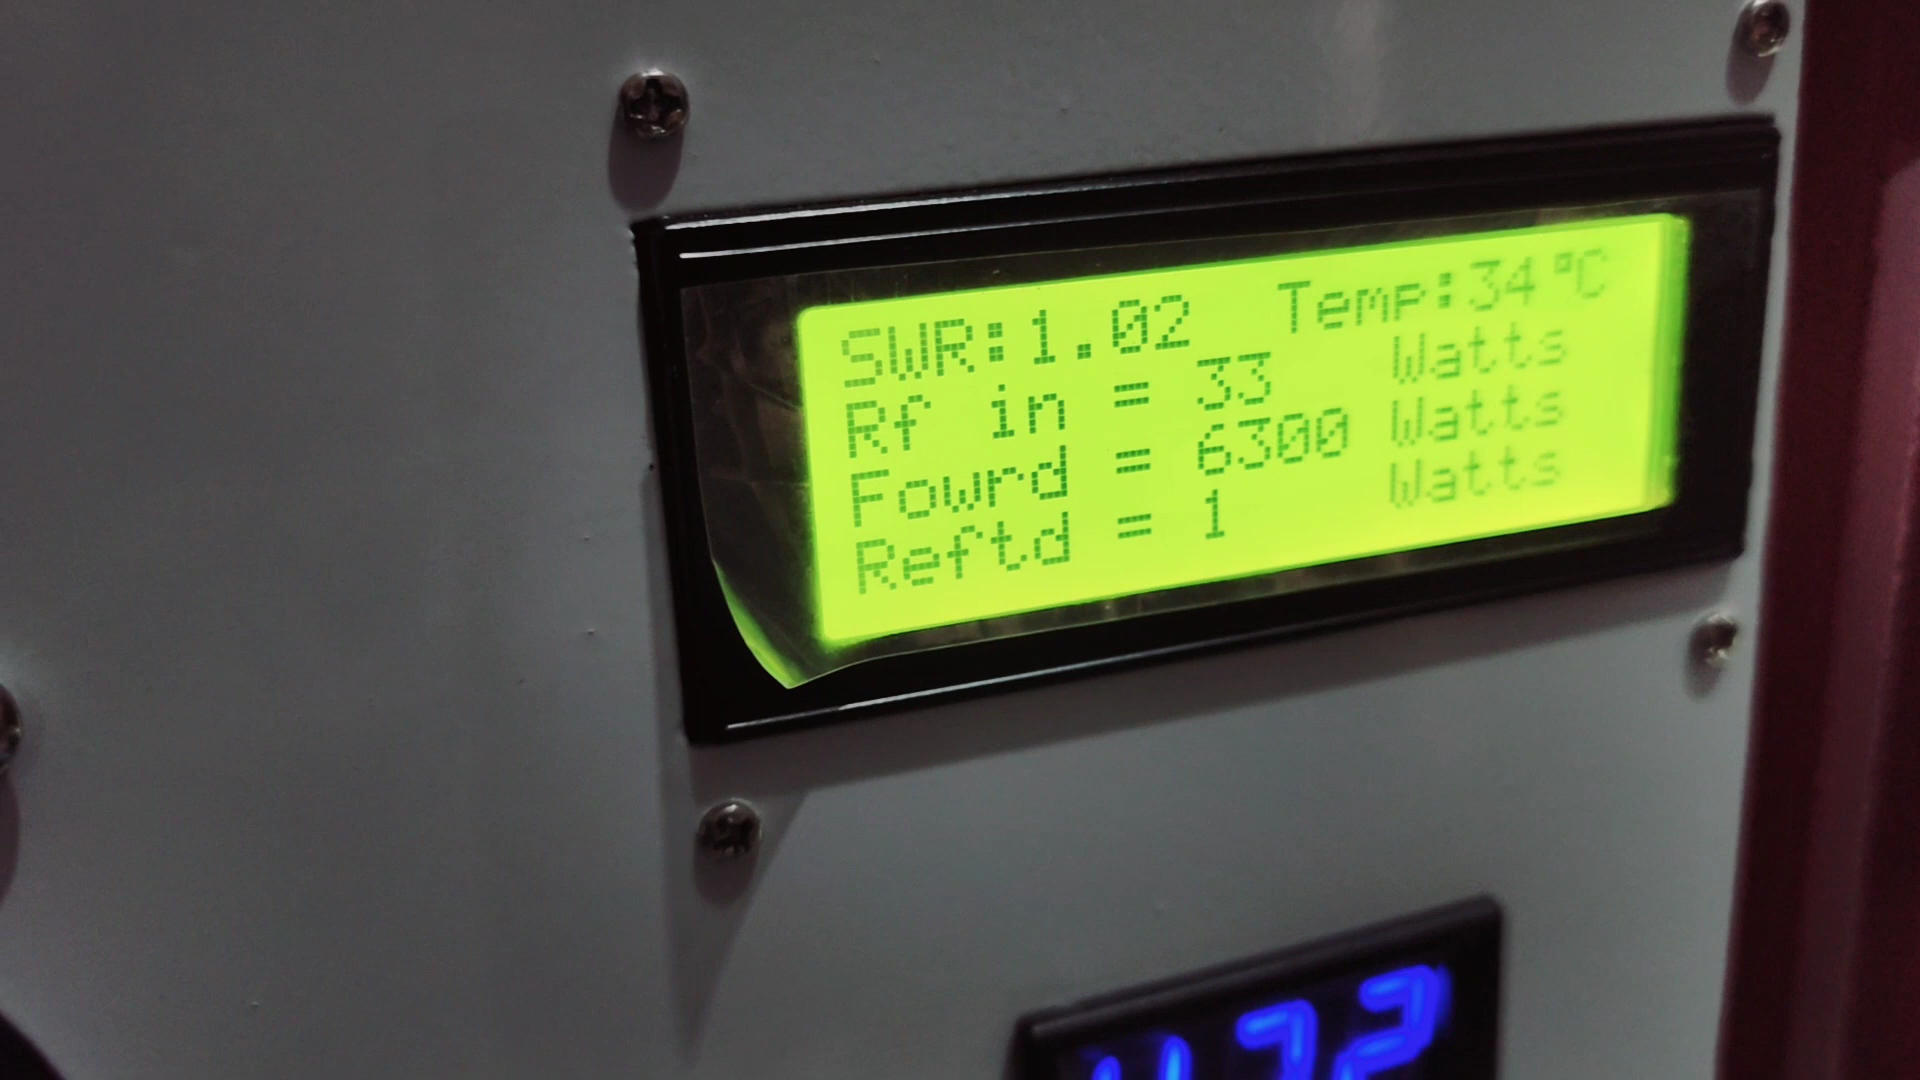 SWR:1.02 Temp:34°C
Rf in = 33 Watts
Fowrd = 6300 Watts
Reftd = 1 Watts